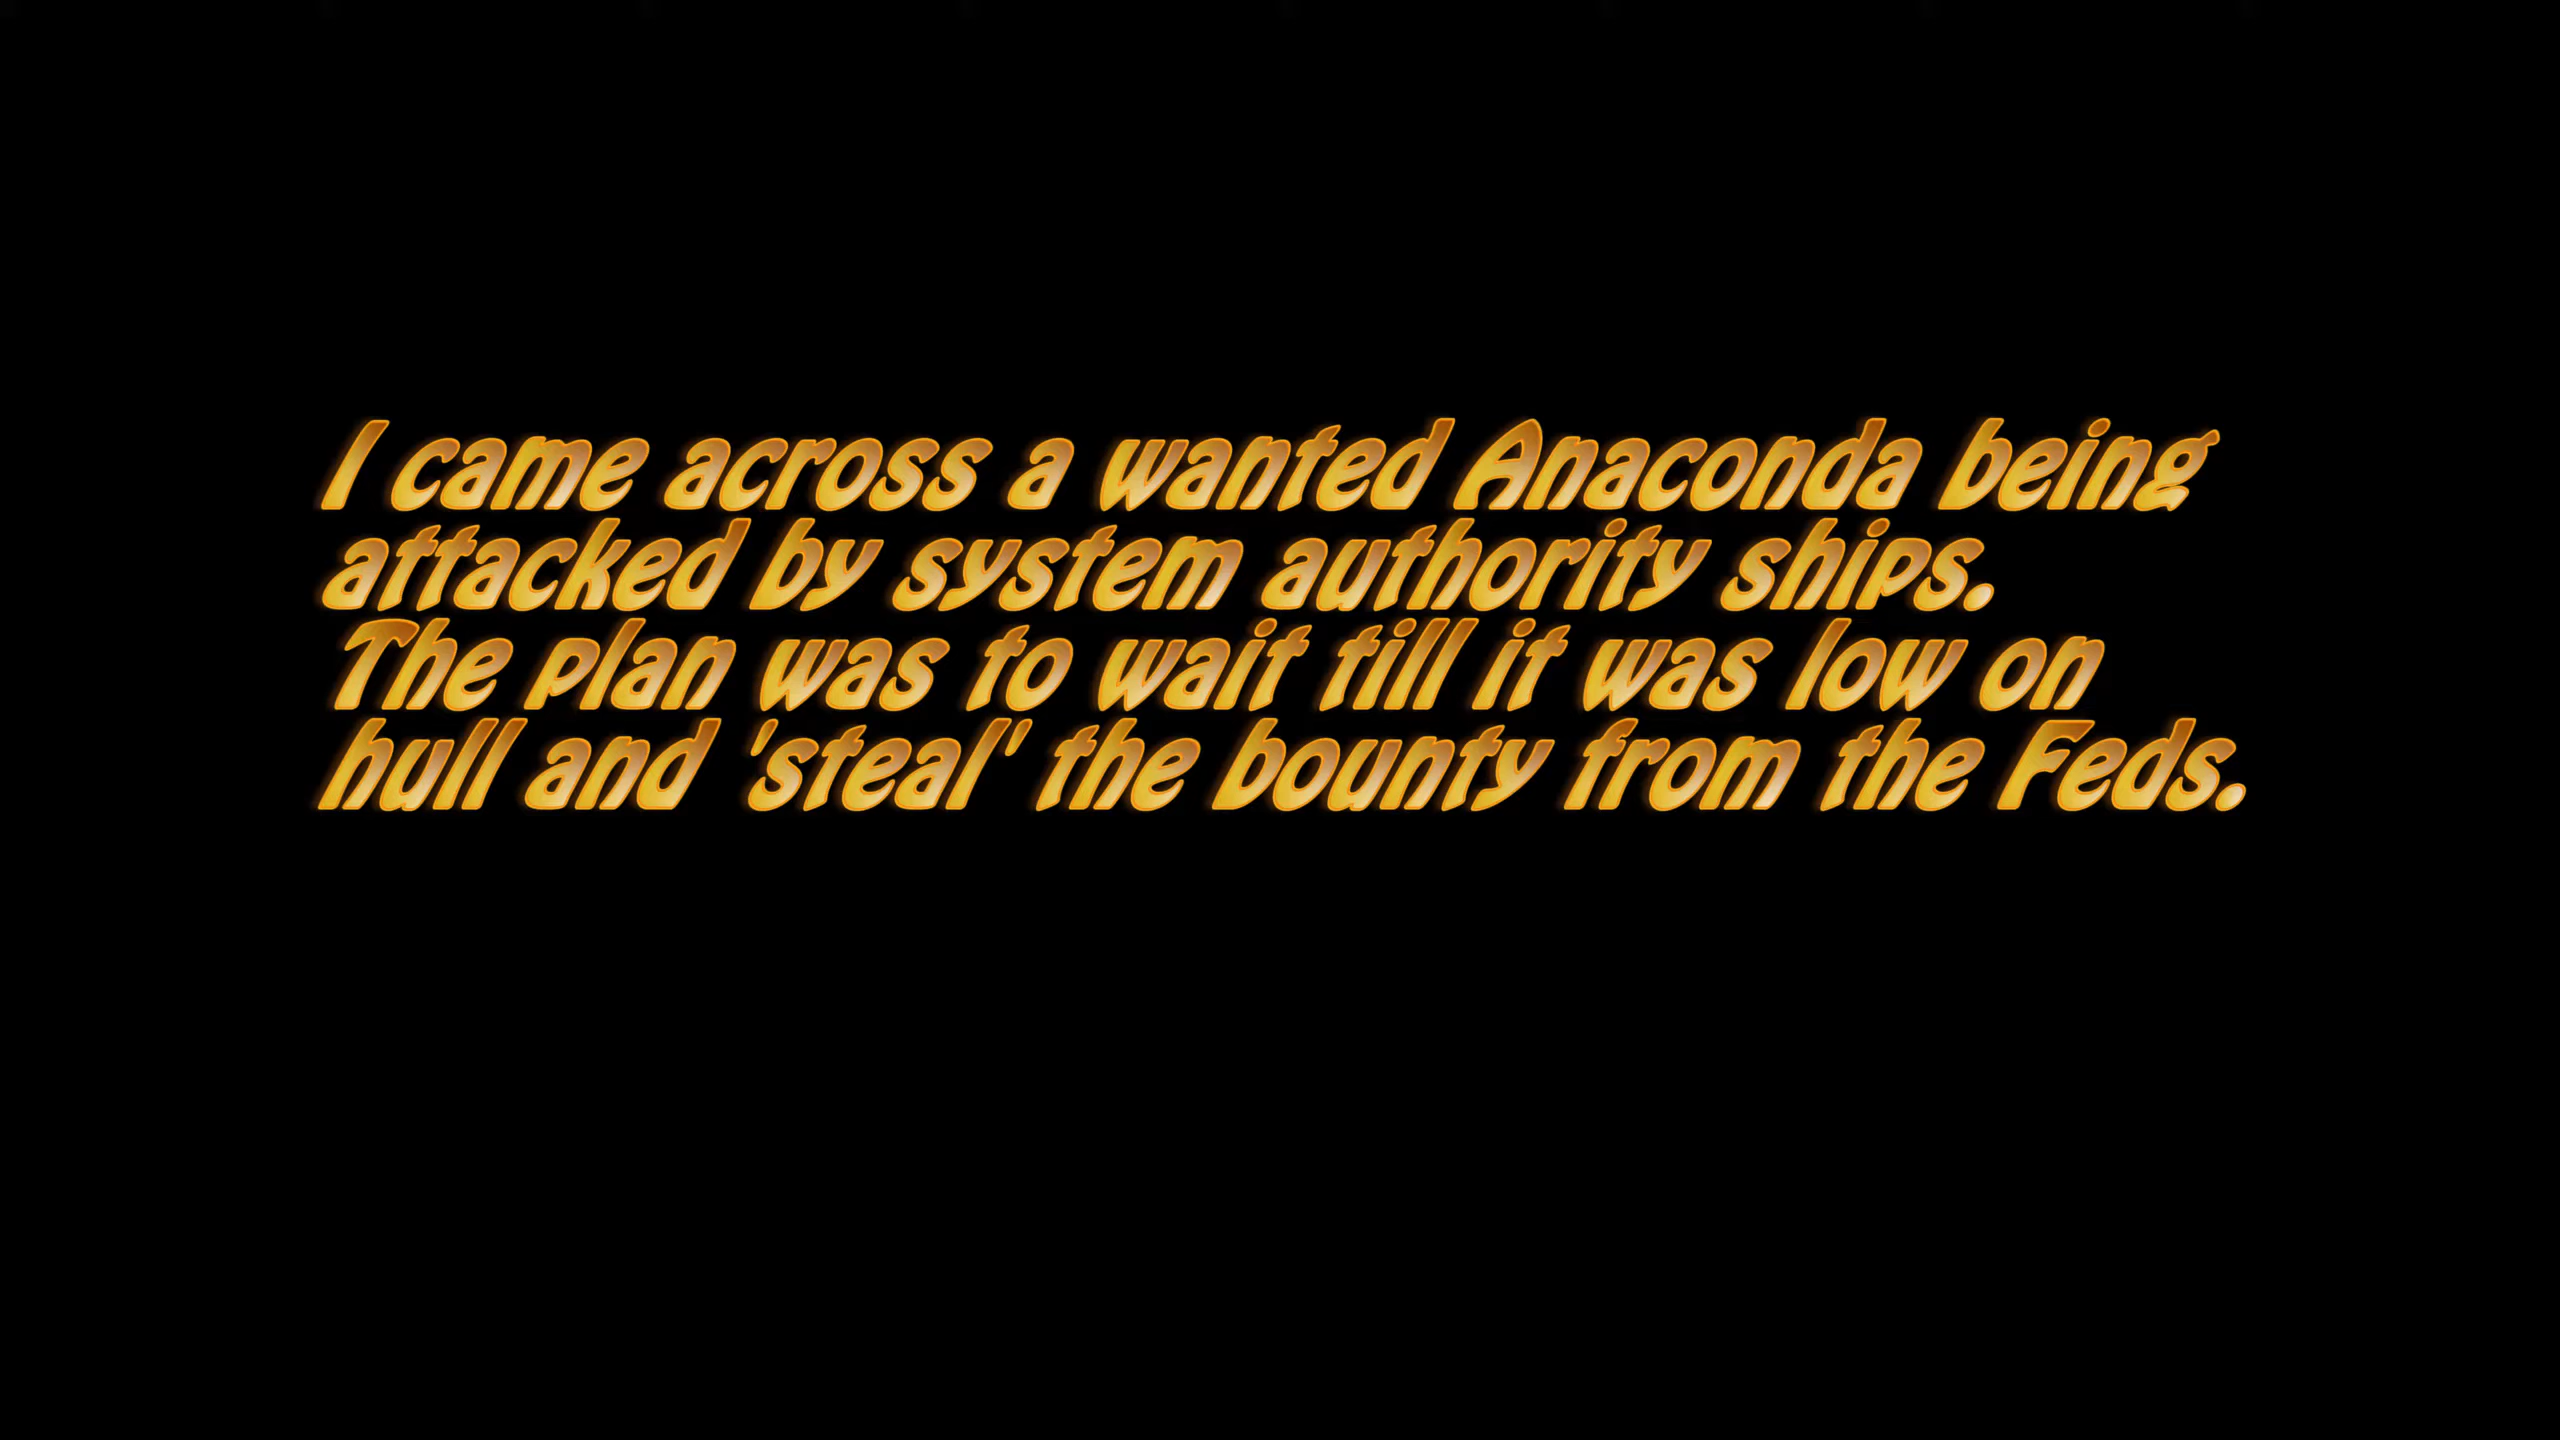 I came across a wanted Anaconda being
attacked by system authority ships.
The plan was to wait till it was low on
hull and 'steal' the bounty from the Feds.